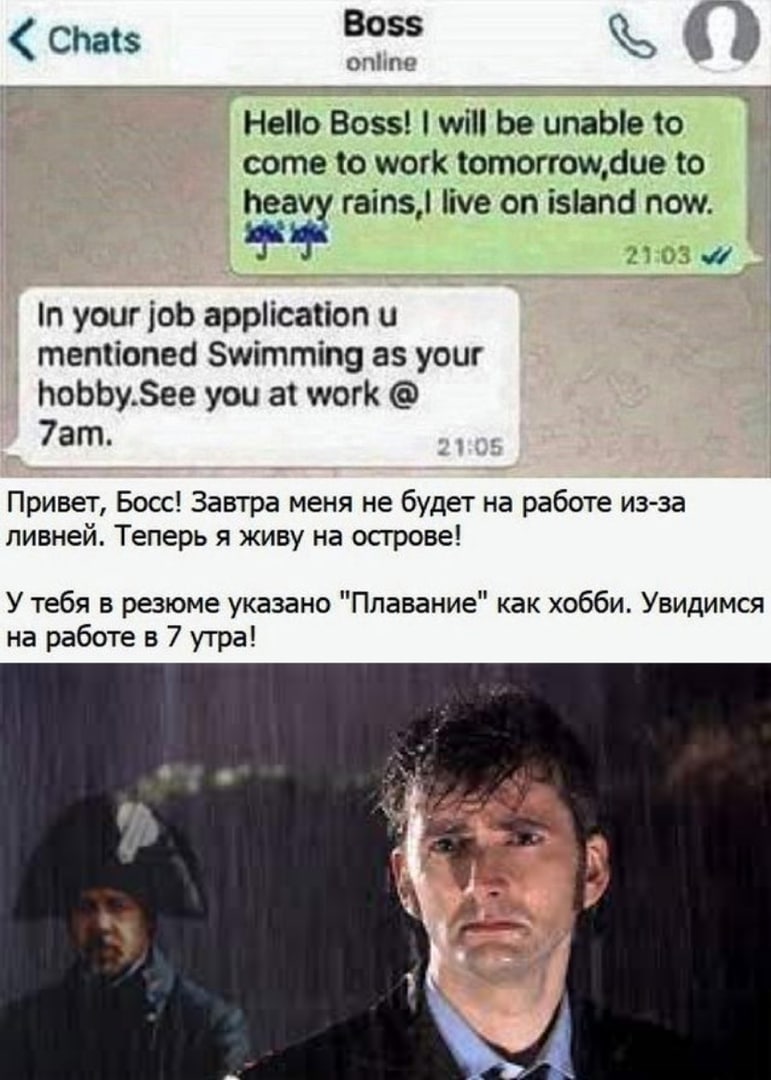 Chats
Boss
online
Hello Boss! I will be unable to
come to work tomorrow,due to
heavy rains,I live on island now.
21:03
In your job application u
mentioned Swimming as your
hobby.See you at work @
7am.
21:05
Привет, Босс! Завтра меня не будет на работе из-за
ливней. Теперь я живу на острове!
У тебя в резюме указано "Плавание" как хобби. Увидимся
на работе в 7 утра!